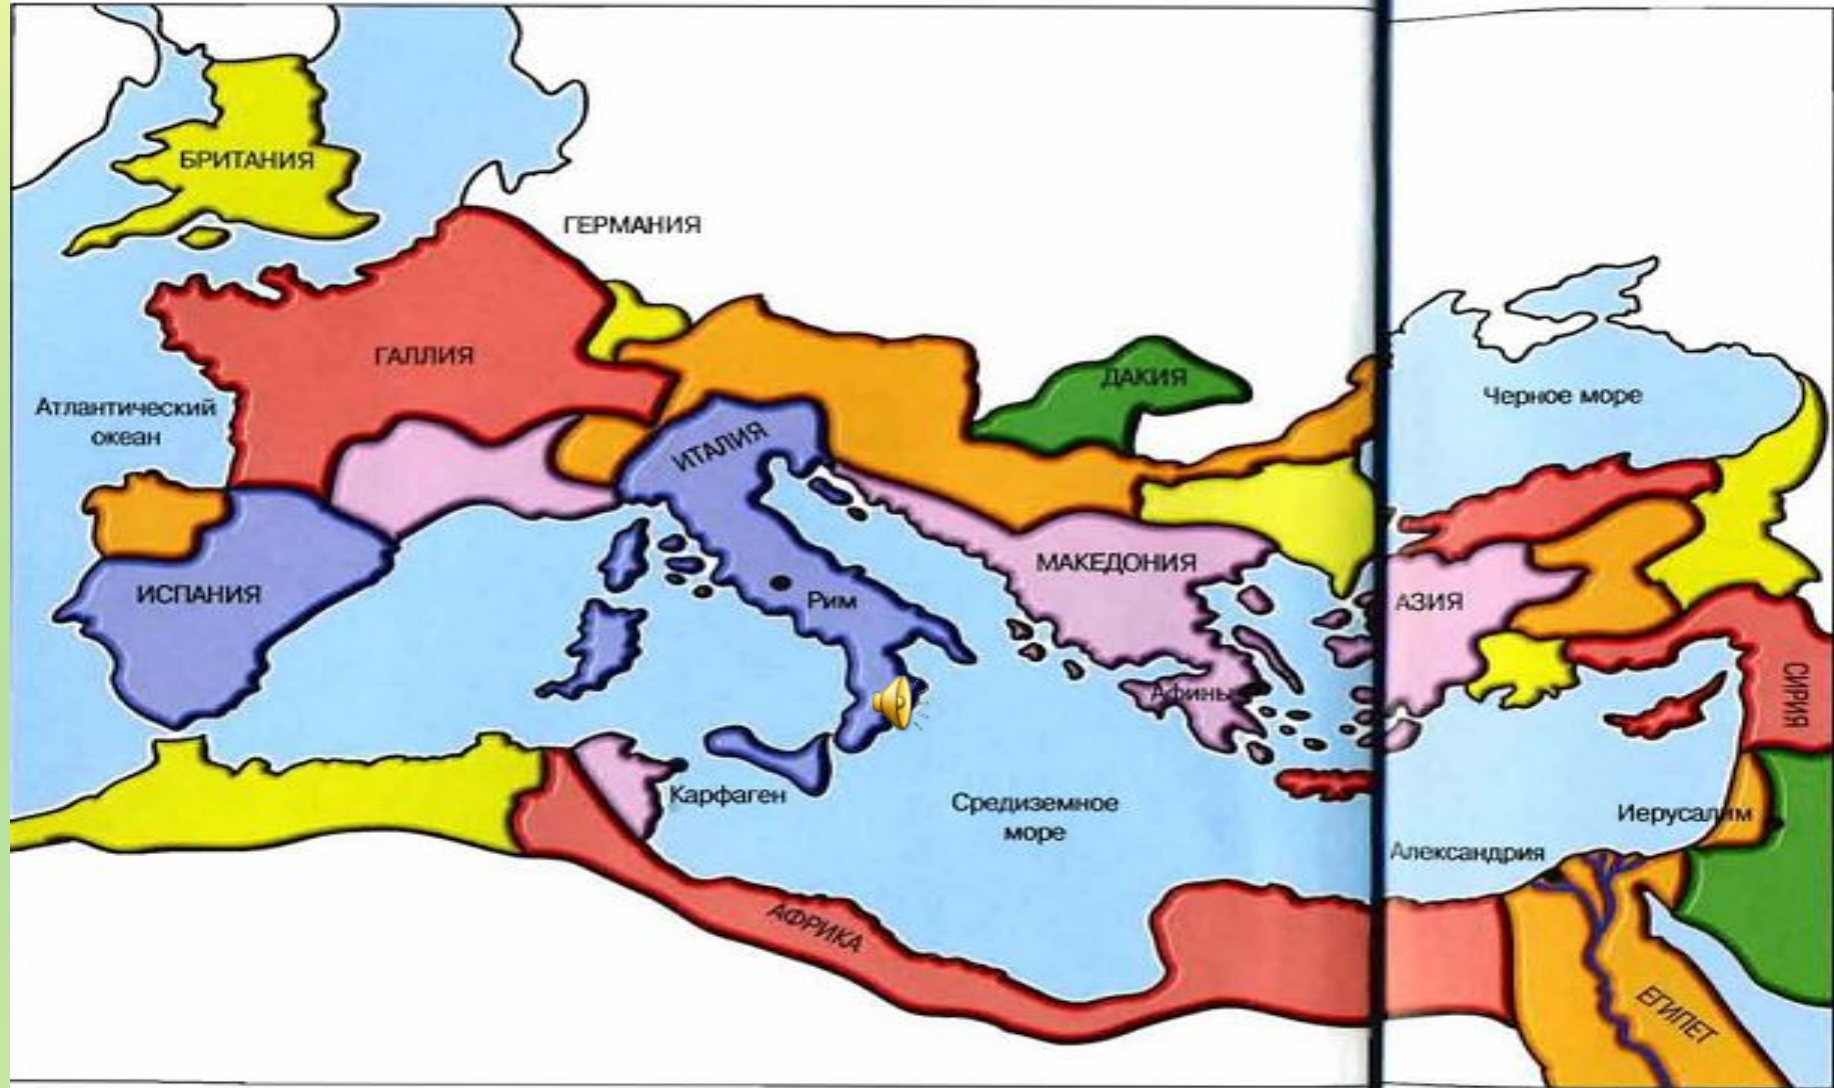 БРИТАНИЯ
ГЕРМАНИЯ
ГАЛЛИЯ
ДАКИЯ
Атлантический
океан
Черное море
ИТАЛИЯ
ИСПАНИЯ
МАКЕДОНИЯ
Рим
АЗИЯ
Афины
СИРИЯ
Карфаген
Средиземное
море
Иерусалим
Александрия
АФРИКА
ЕГИПЕТ